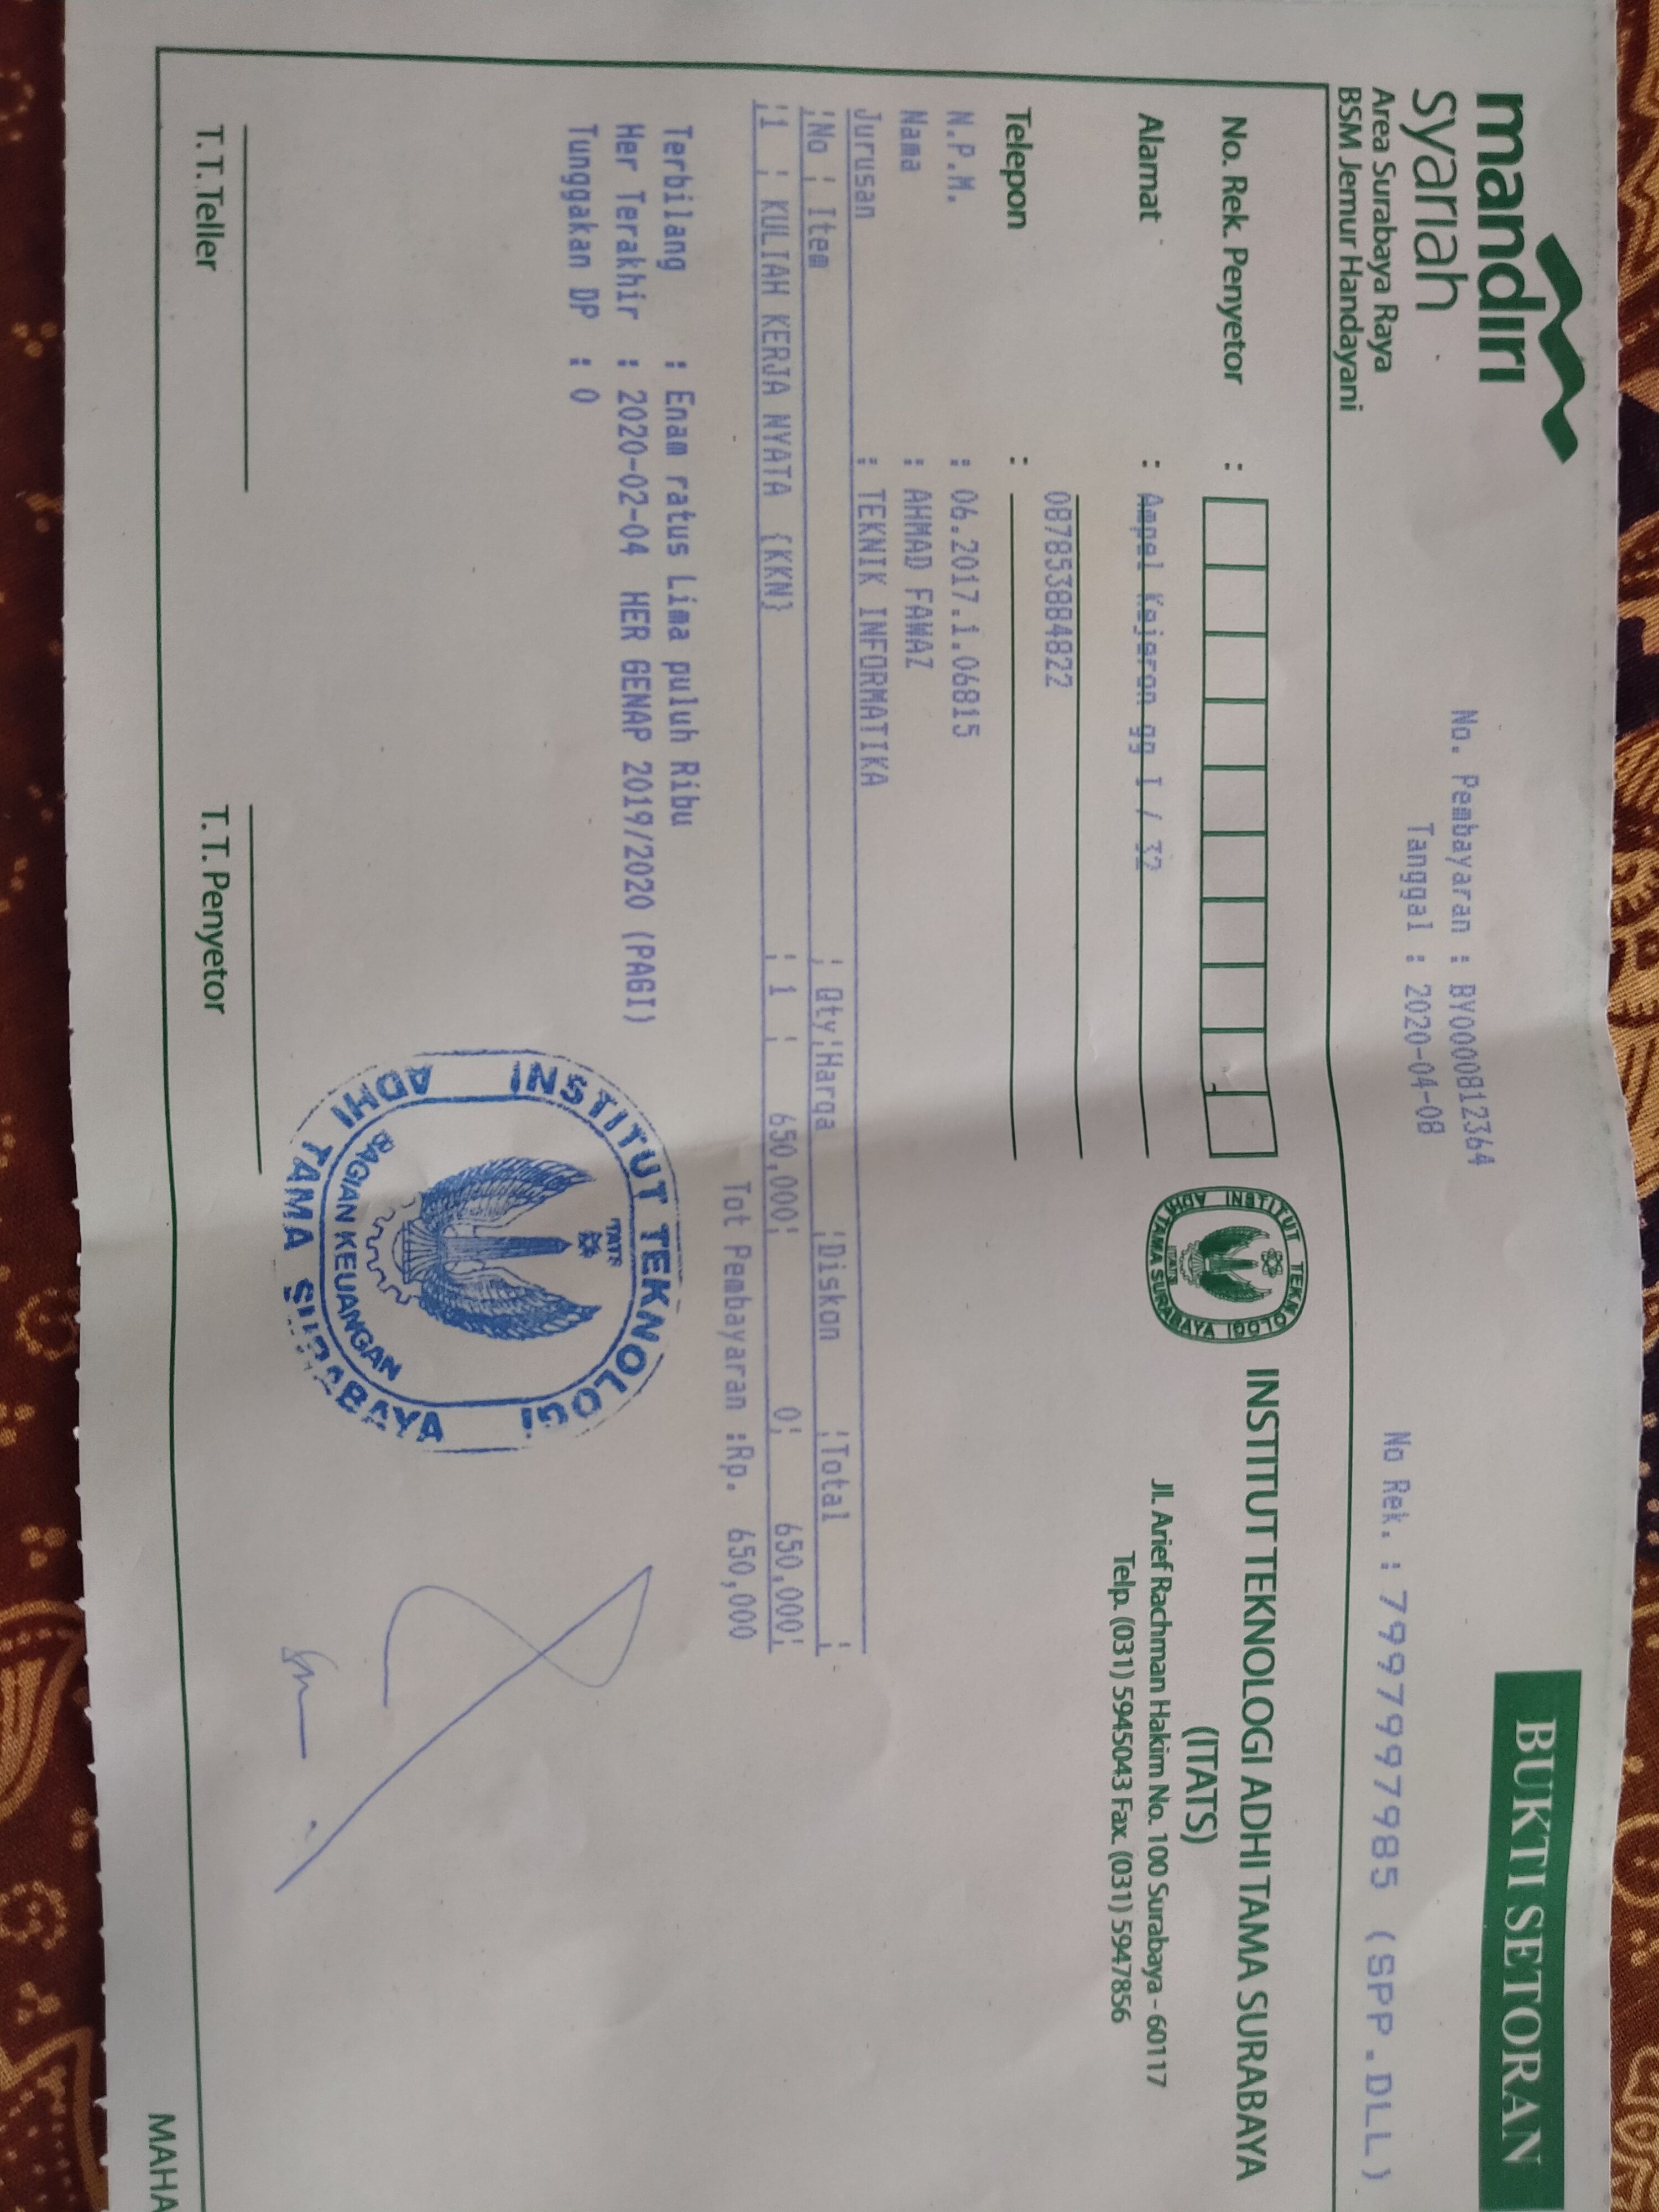 mandiri
syariah
Area Surabaya Raya
BSM Jemur Handayani
BUKTI SETORAN
No. Pembayaran : BY0000812364
Tanggal : 2020-04-08
No Rek. : 79979997985 (SPP.DLL)
No. Rek. Penyetor :
Alamat : Ampel Kejeron gg I / 32
087853884822
Telepon :
INSTITUT TEKNOLOGI ADHI TAMA SURABAYA
(ITATS)
Jl. Arief Rachman Hakim No. 100 Surabaya - 60117
Telp. (031) 5945043 Fax. (031) 5947856
INSTITUT TEKNOLOGI
ADHI TAMA SURABAYA
N.P.M. : 06.2017.1.06815
Nama : AHMAD FAWAZ
Jurusan : TEKNIK INFORMATIKA
¦No ¦ Item ¦ Qty¦Harga ¦Diskon ¦Total ¦
¦1 ¦ KULIAH KERJA NYATA {KKN} ¦ 1 ¦ 650,000¦ 0¦ 650,000¦
Tot Pembayaran :Rp. 650,000
Terbilang : Enam ratus Lima puluh Ribu
Her Terakhir : 2020-02-04 HER GENAP 2019/2020 (PAGI)
Tunggakan DP : 0
INSTITUT TEKNOLOGI
ADHI TAMA SURABAYA
BAGIAN KEUANGAN
T.T.Teller
T.T. Penyetor
MAHA